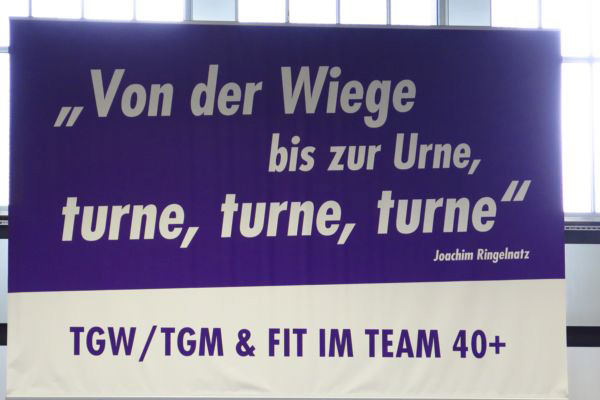 „Von der Wiege
bis zur Urne,
turne, turne, turne“
Joachim Ringelnatz
TGW/TGM & FIT IM TEAM 40+